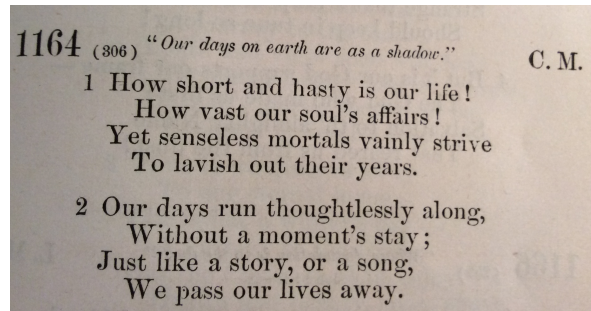 1164 (306) "Our days on earth are as a shadow." C. M.
1 How short and hasty is our life!
How vast our soul's affairs!
Yet senseless mortals vainly strive
To lavish out their years.
2 Our days run thoughtlessly along,
Without a moment's stay;
Just like a story, or a song,
We pass our lives away.